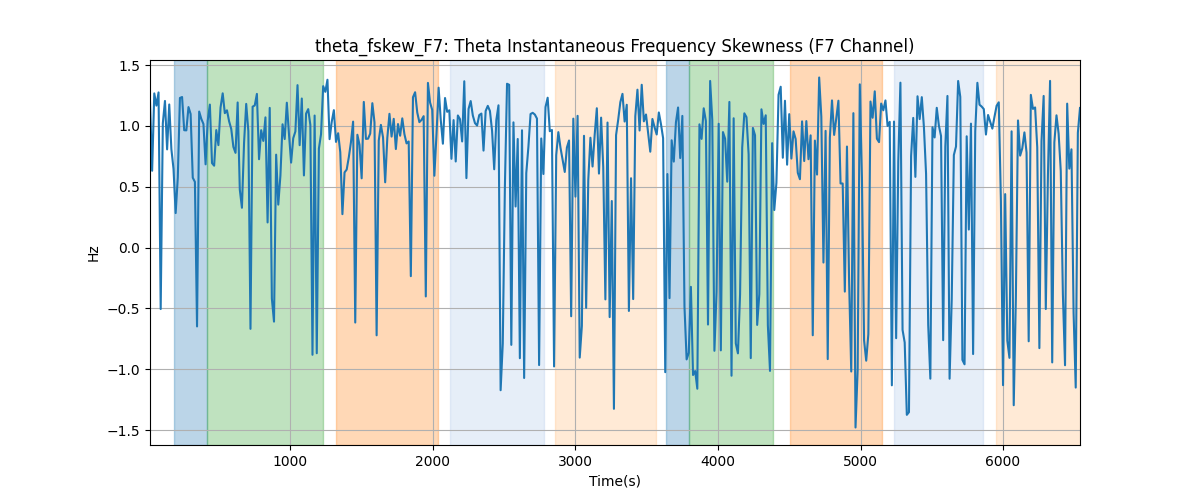 theta_fskew_F7: Theta Instantaneous Frequency Skewness (F7 Channel)
1.5
1.0
0.5
0.0
−0.5
−1.0
−1.5
Hz
1000 2000 3000 4000 5000 6000
Time(s)